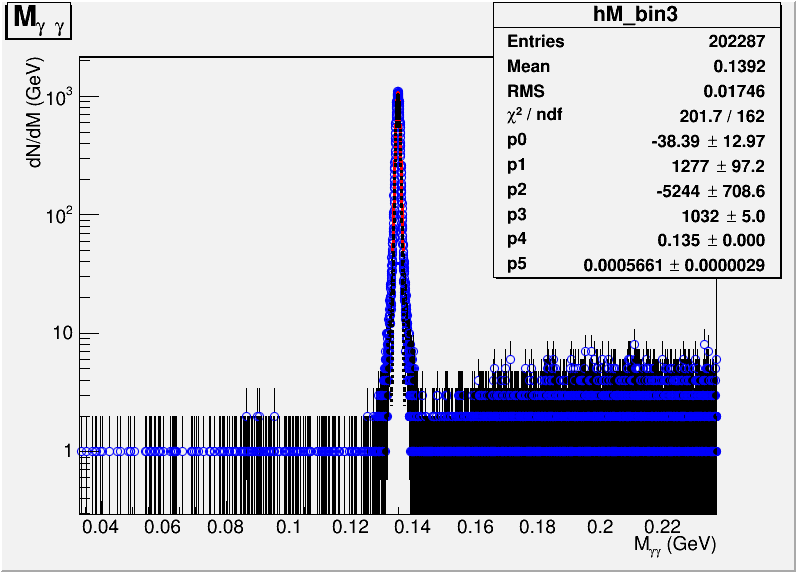 Mγ γ
hM_bin3
Entries 202287
Mean 0.1392
RMS 0.01746
χ² / ndf 201.7 / 162
p0 -38.39 ± 12.97
p1 1277 ± 97.2
p2 -5244 ± 708.6
p3 1032 ± 5.0
p4 0.135 ± 0.000
p5 0.0005661 ± 0.0000029
dN/dM (GeV)
10³
10²
10
1
0.04 0.06 0.08 0.1 0.12 0.14 0.16 0.18 0.2 0.22
Mγγ (GeV)